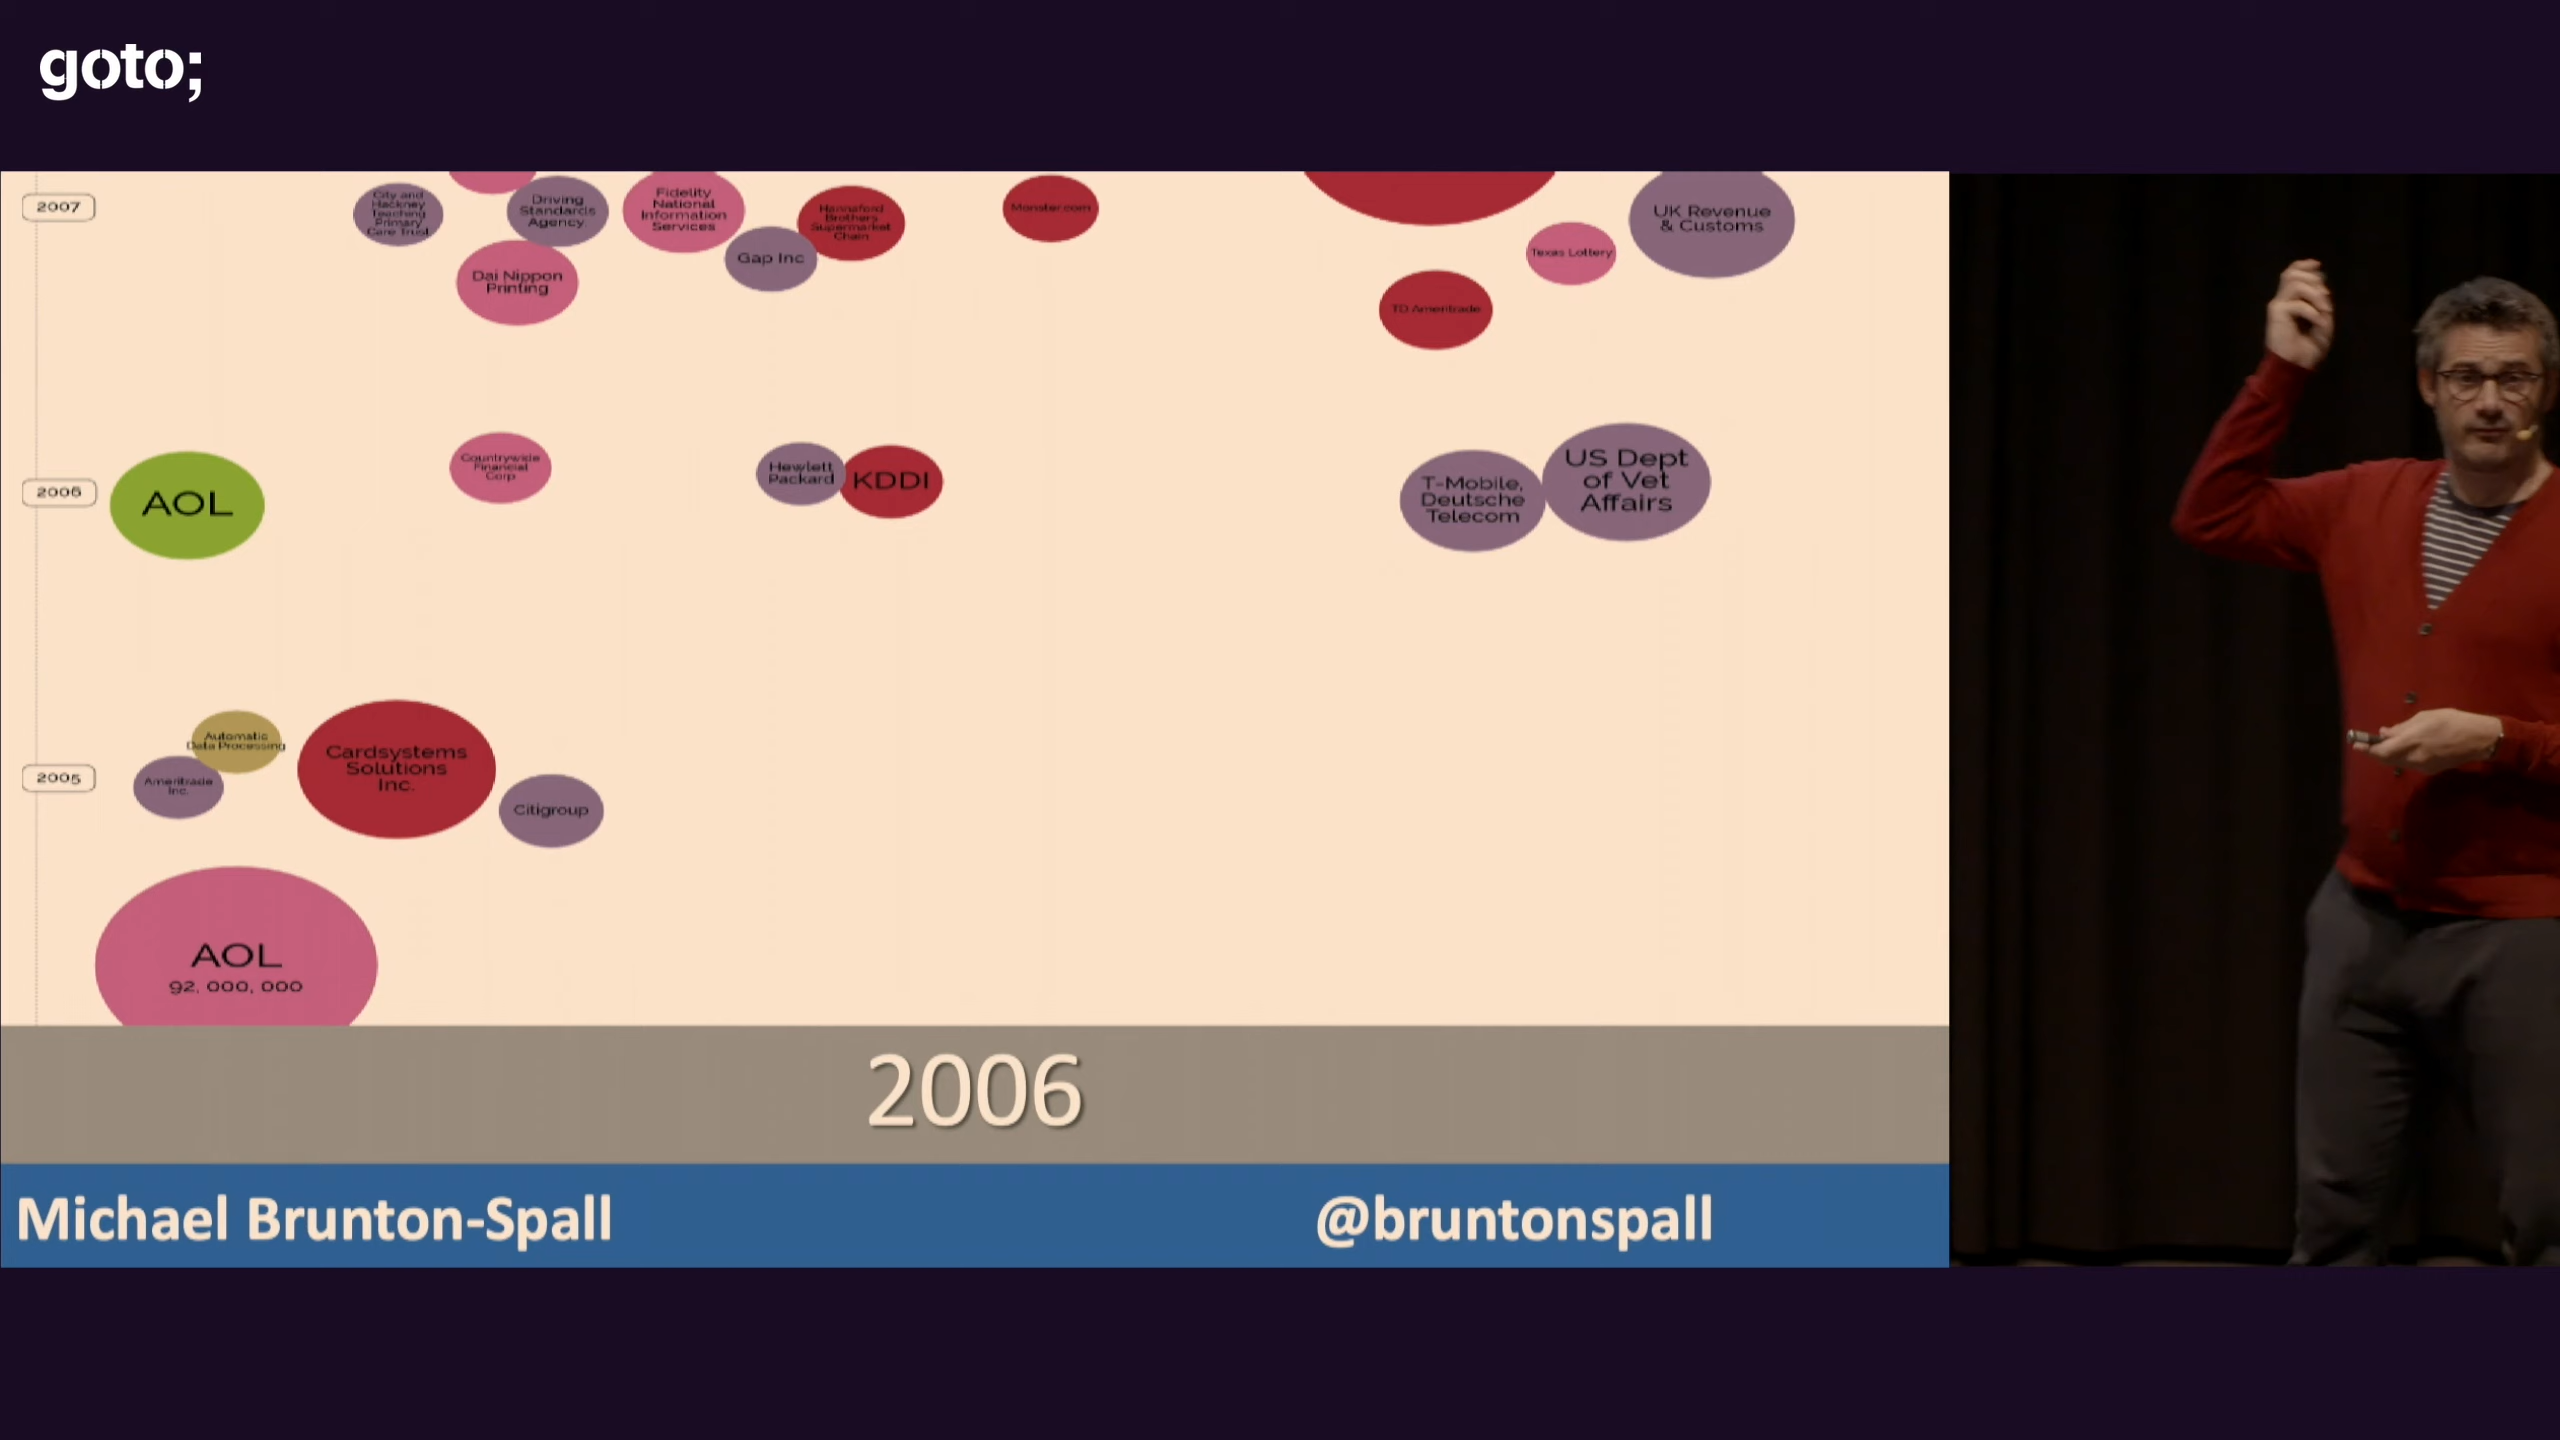 goto;
2007
City and
Hackney
Teaching
Primary
Care Trust
Driving
Standards
Agency
Fidelity
National
Information
Services
Hannaford
Brothers
Supermarket
Chain
Monster.com
UK Revenue
& Customs
Gap Inc
Texas Lottery
Dai Nippon
Printing
TD Ameritrade
2006
AOL
Countrywide
Financial
Corp
Hewlett
Packard
KDDI
T-Mobile,
Deutsche
Telecom
US Dept
of Vet
Affairs
2005
Automatic
Data Processing
Ameritrade
Inc.
Cardsystems
Solutions
Inc.
Citigroup
AOL
92, 000, 000
2006
Michael Brunton-Spall
@bruntonspall